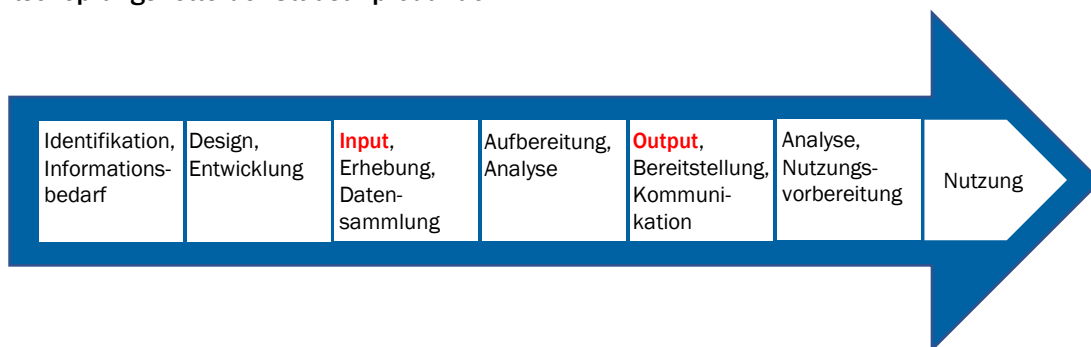 Identifikation,
Informations-
bedarf
Design,
Entwicklung
Input,
Erhebung,
Daten-
sammlung
Aufbereitung,
Analyse
Output,
Bereitstellung,
Kommuni-
kation
Analyse,
Nutzungs-
vorbereitung
Nutzung